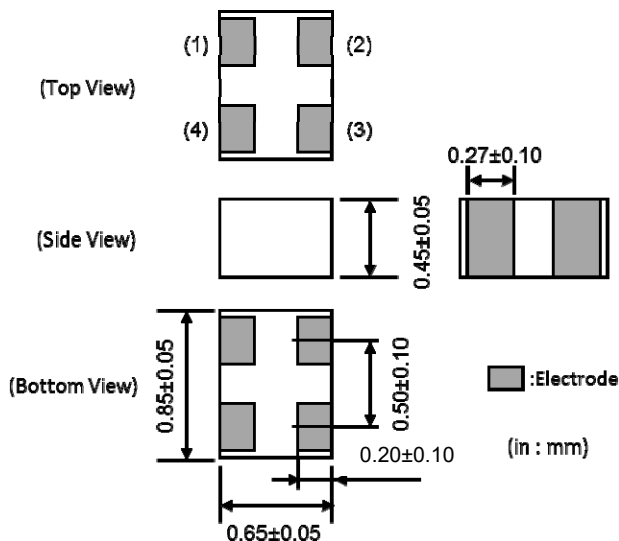 (1)
(2)
(Top View)
(4)
(3)
0.27±0.10
(Side View)
0.45±0.05
(Bottom View)
0.85±0.05
0.50±0.10
:Electrode
0.20±0.10
(in : mm)
0.65±0.05